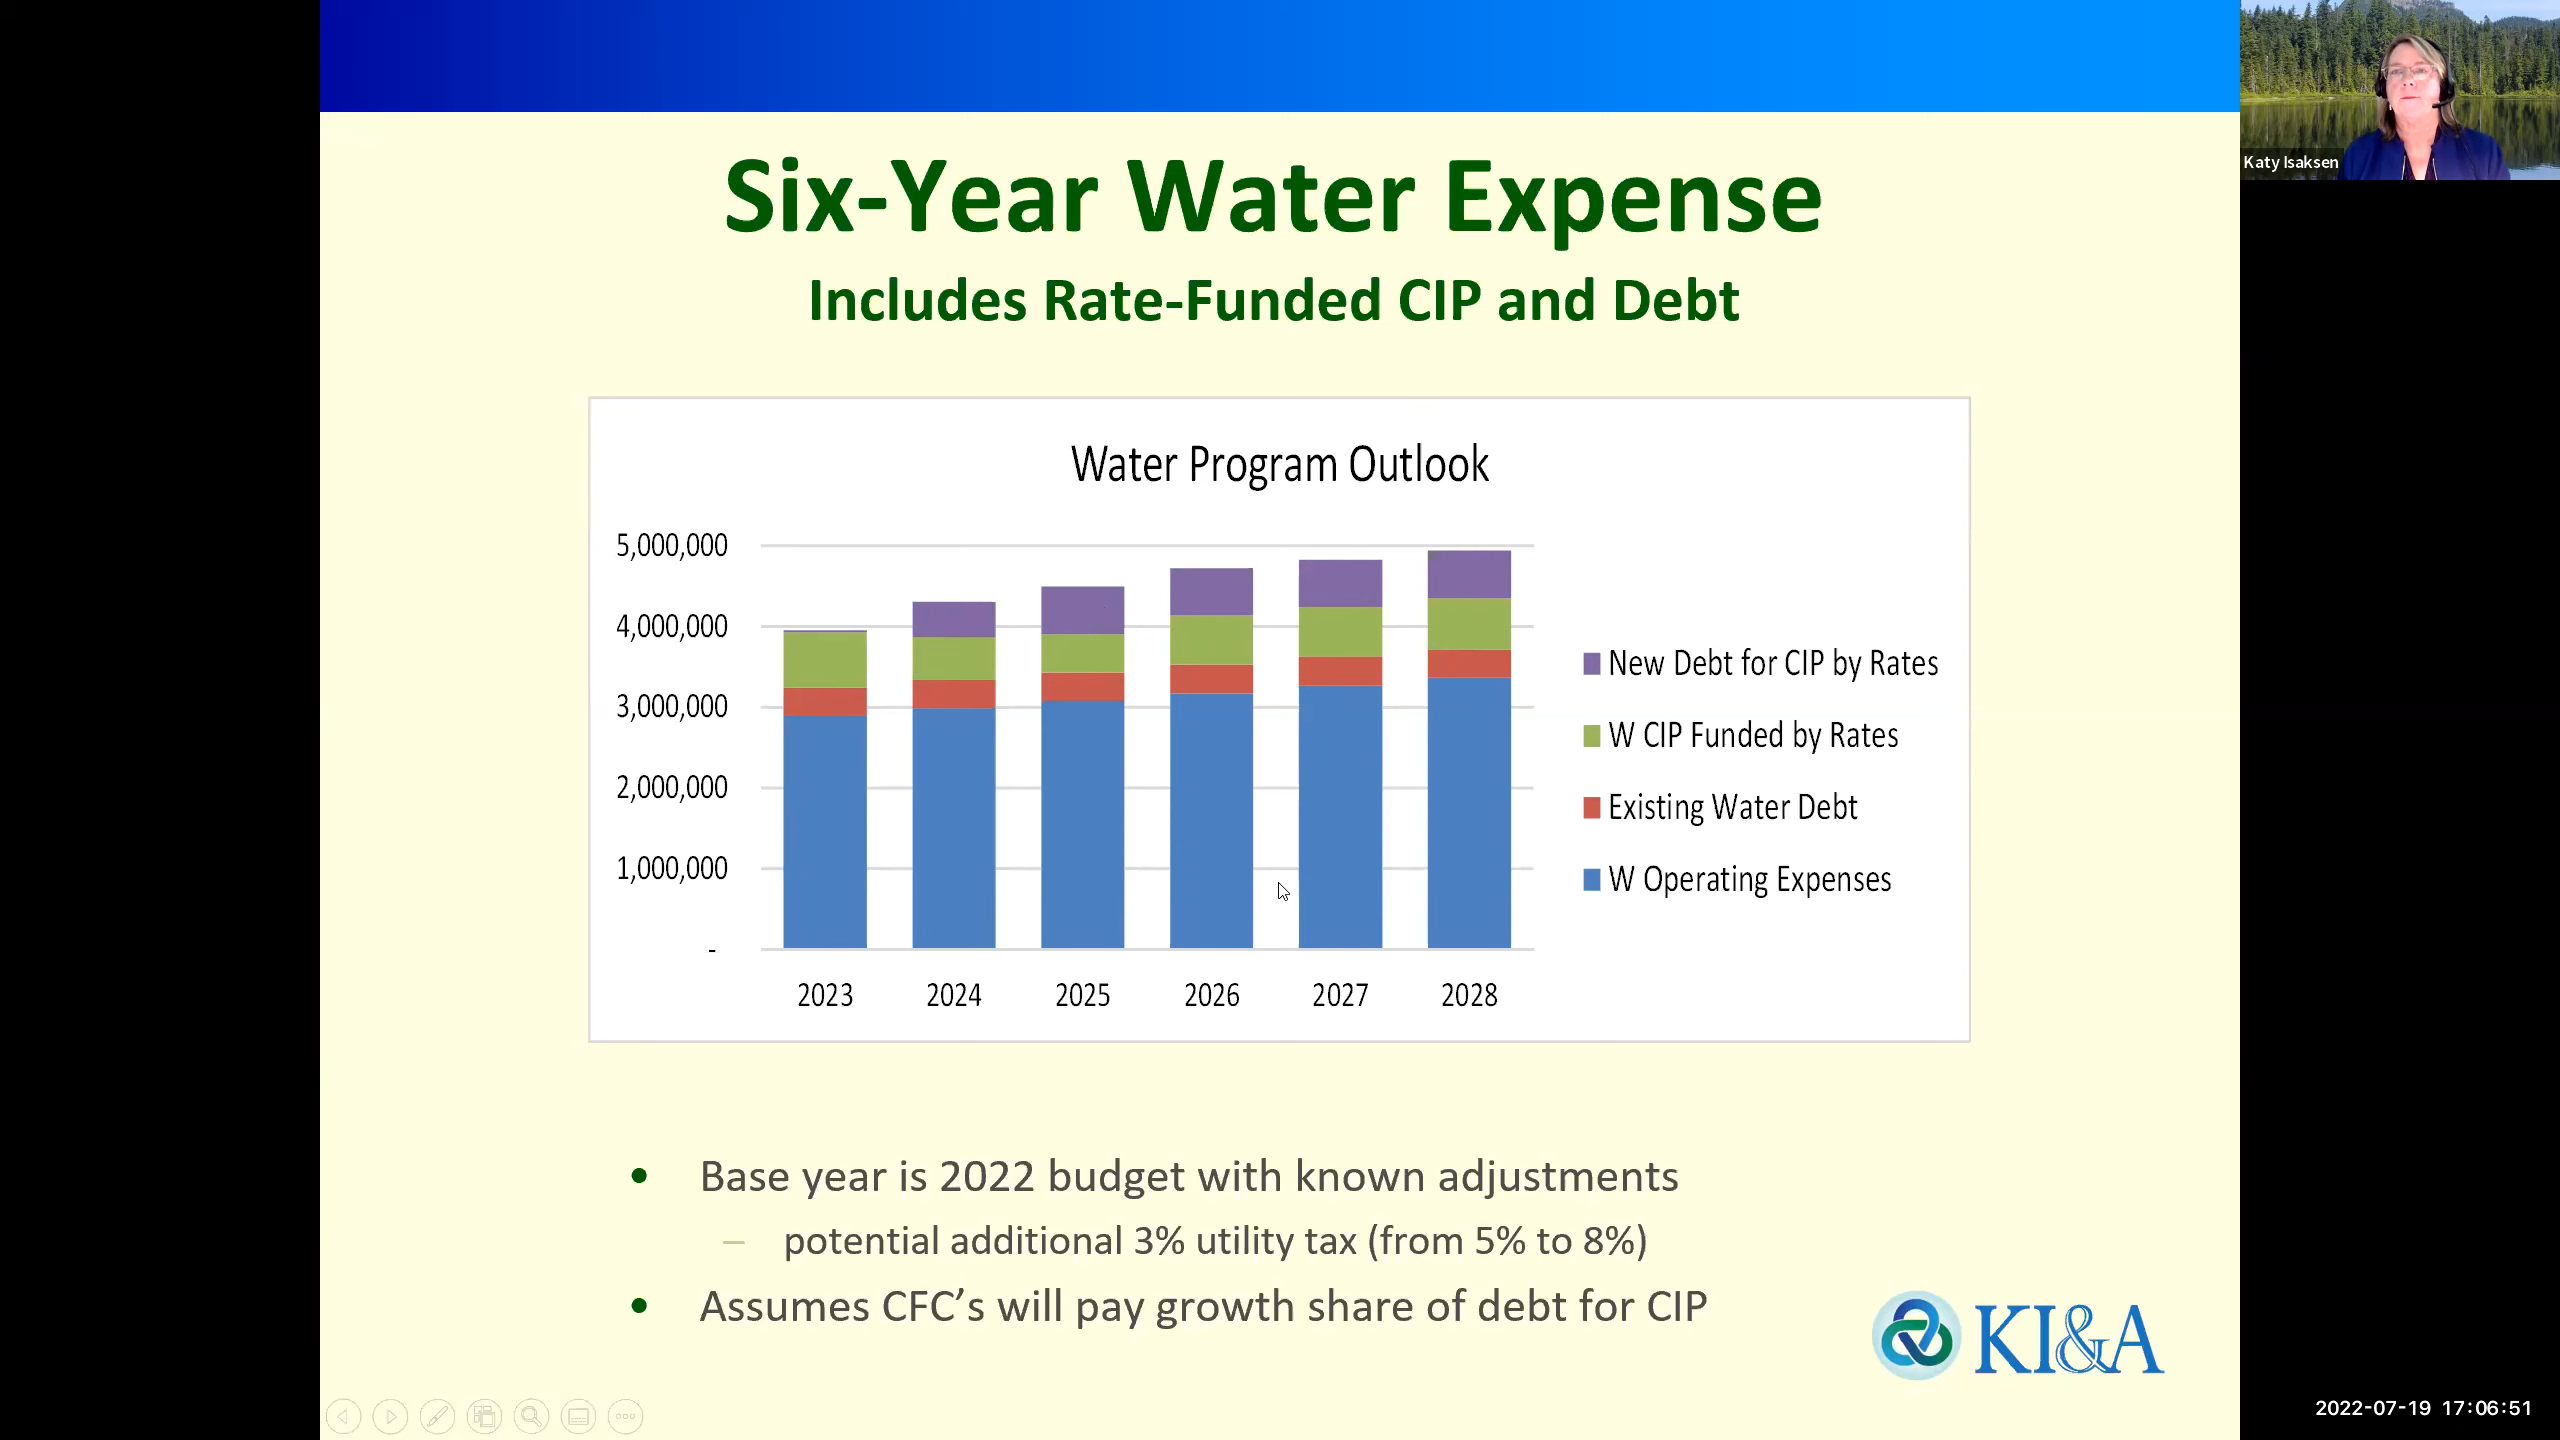 Katy Isaksen
Six-Year Water Expense
Includes Rate-Funded CIP and Debt
Water Program Outlook
5,000,000
4,000,000
3,000,000
2,000,000
1,000,000
-
2023 2024 2025 2026 2027 2028
New Debt for CIP by Rates
W CIP Funded by Rates
Existing Water Debt
W Operating Expenses
• Base year is 2022 budget with known adjustments
– potential additional 3% utility tax (from 5% to 8%)
• Assumes CFC’s will pay growth share of debt for CIP
KI&A
2022-07-19 17:06:51